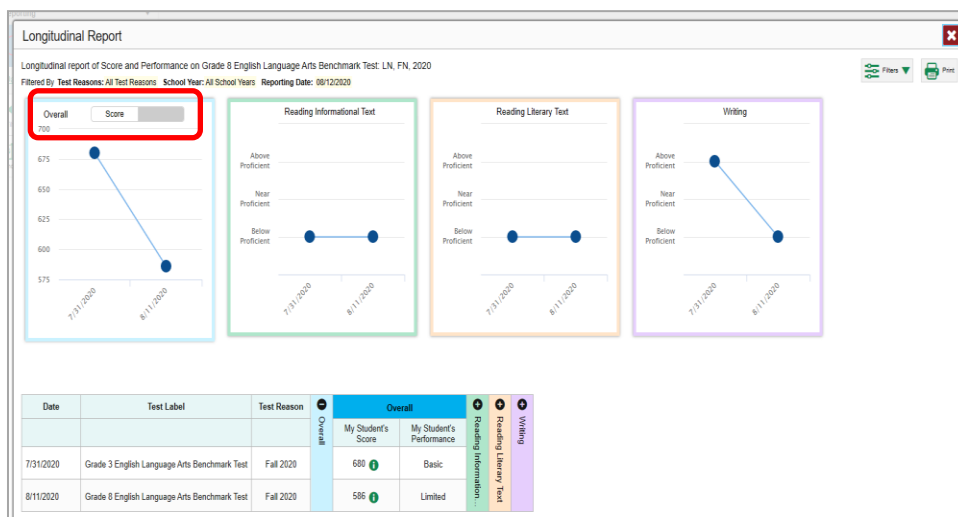 Longitudinal Report
Longitudinal report of Score and Performance on Grade 8 English Language Arts Benchmark Test: LN, FN, 2020
Filtered By Test Reasons: All Test Reasons School Year: All School Years Reporting Date: 08/12/2020
Filters
Print
Overall
Score
700
675
650
625
600
575
7/31/2020
8/11/2020
Reading Informational Text
Above
Proficient
Near
Proficient
Below
Proficient
7/31/2020
8/11/2020
Reading Literary Text
Above
Proficient
Near
Proficient
Below
Proficient
7/31/2020
8/11/2020
Writing
Above
Proficient
Near
Proficient
Below
Proficient
7/31/2020
8/11/2020
Date Test Label Test Reason Overall Overall Reading Information... Reading Literary Text Writing
My Student's
Score
My Student's
Performance
7/31/2020 Grade 3 English Language Arts Benchmark Test Fall 2020 680 Basic
8/11/2020 Grade 8 English Language Arts Benchmark Test Fall 2020 586 Limited